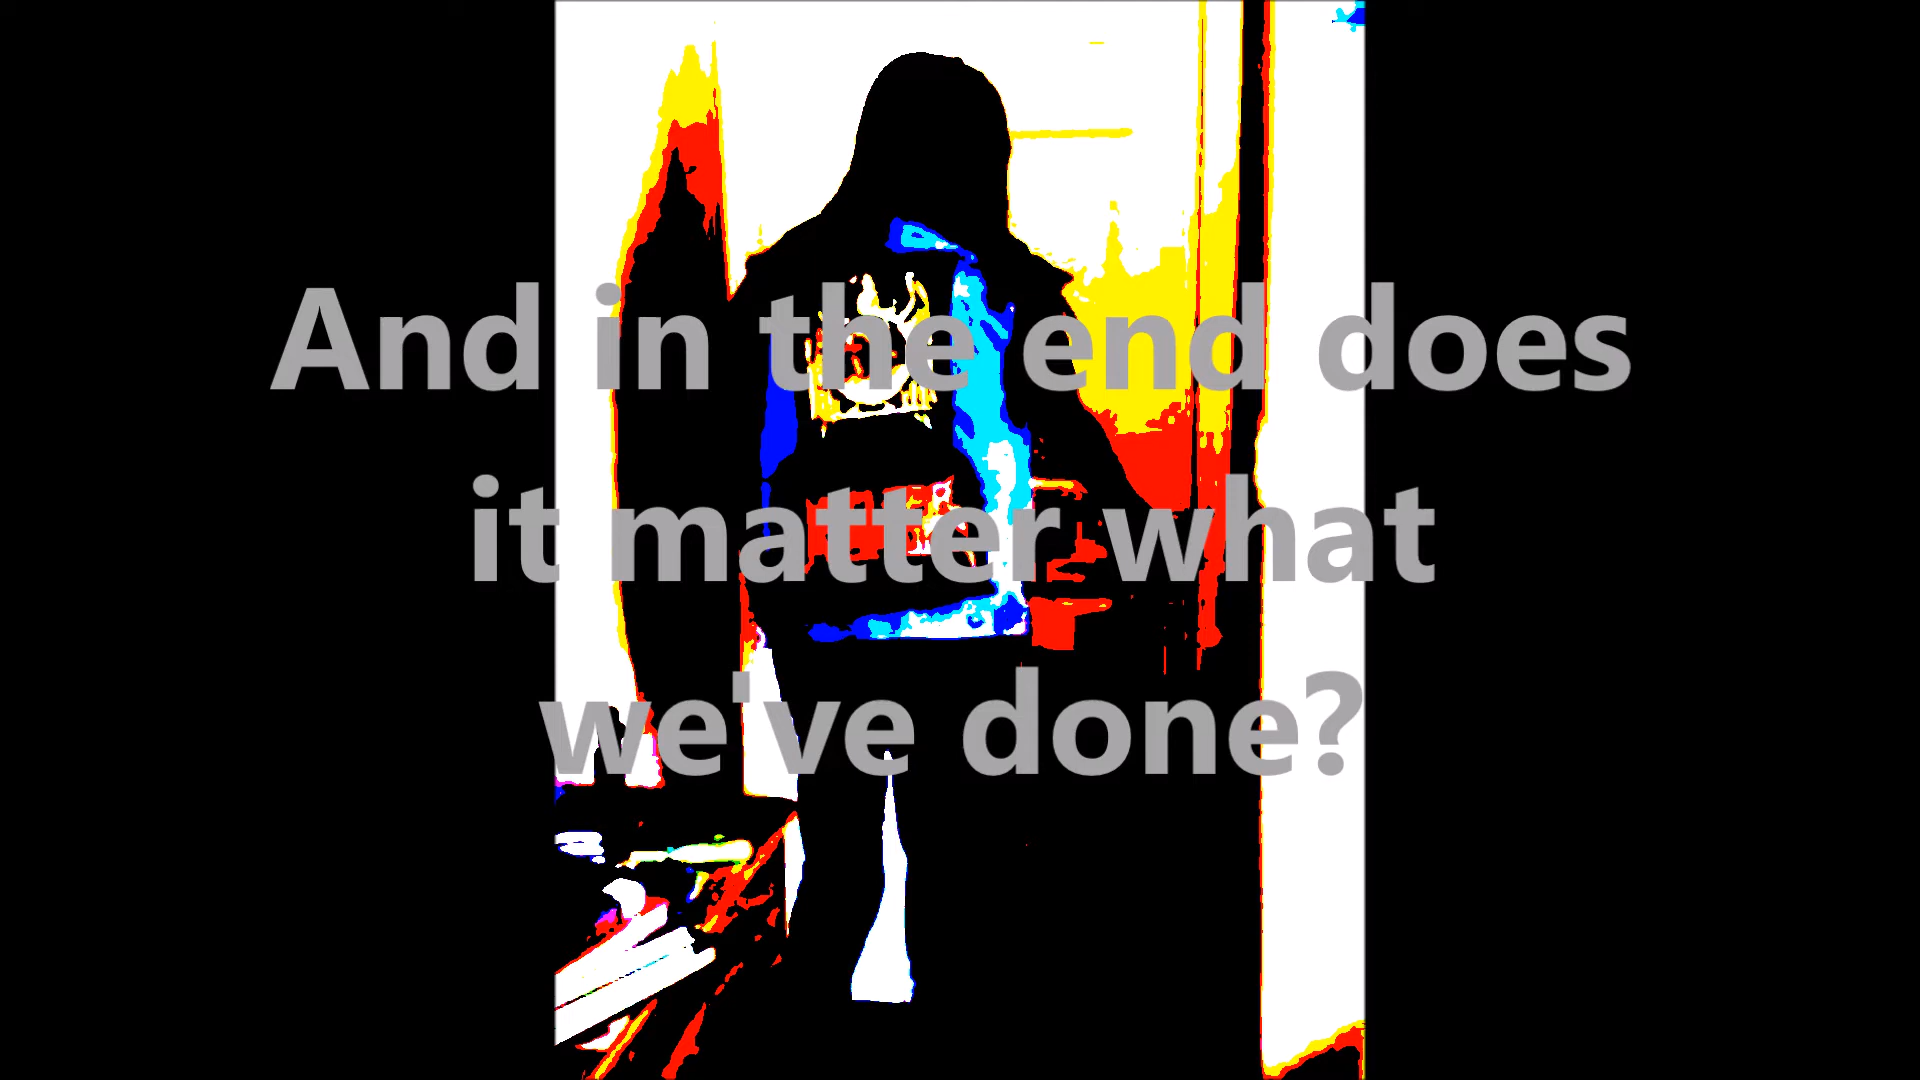 And in the end does
it matter what
we've done?